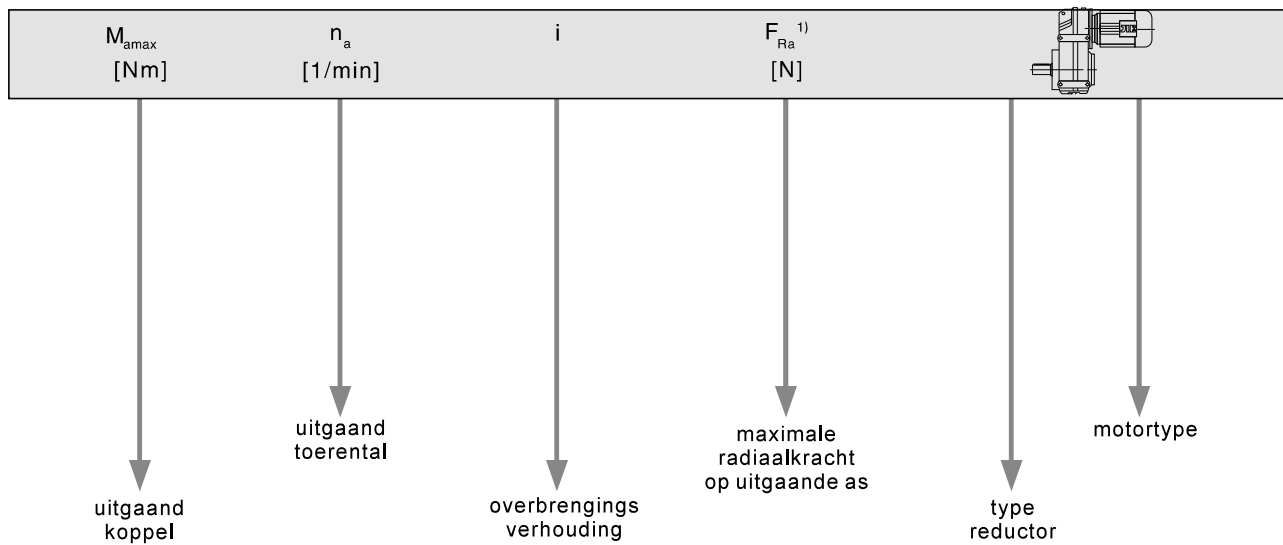 M_amax n_a i F_Ra 1)
[Nm] [1/min] [N]
uitgaand
toerental
maximale
radiaalkracht
op uitgaande as
motortype
uitgaand
koppel
overbrengings
verhouding
type
reductor